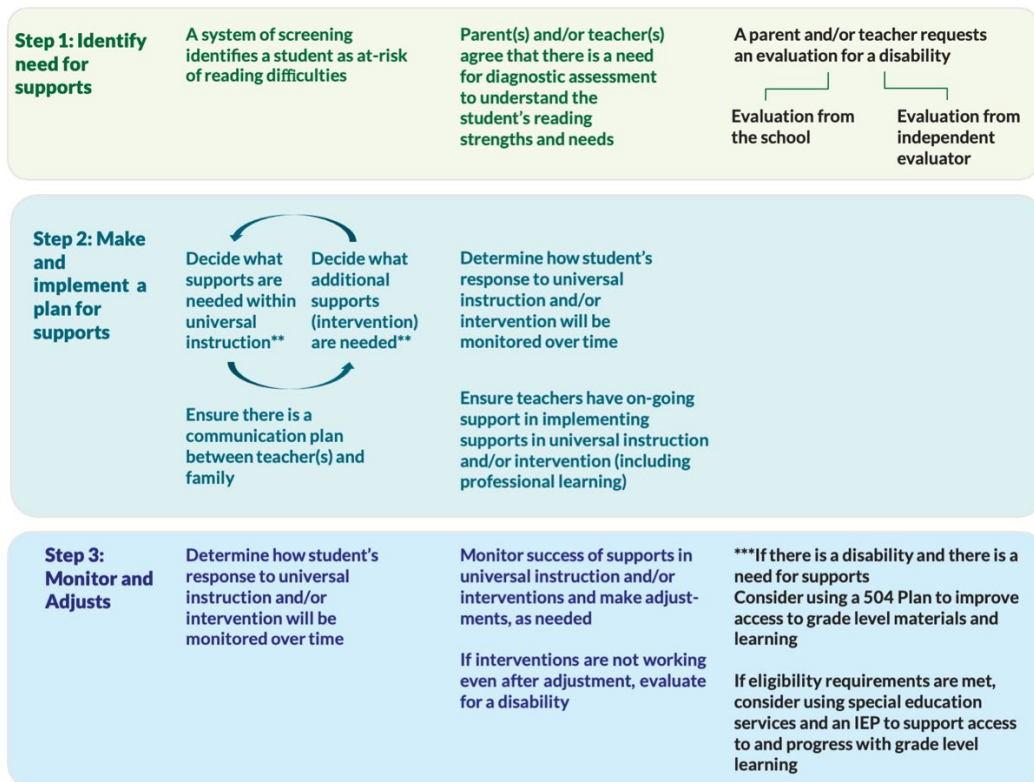 Step 1: Identify
need for
supports
A system of screening
identifies a student as at-risk
of reading difficulties
Parent(s) and/or teacher(s)
agree that there is a need
for diagnostic assessment
to understand the
student's reading
strengths and needs
A parent and/or teacher requests
an evaluation for a disability
Evaluation from
the school
Evaluation from
independent
evaluator
Step 2: Make
and
implement a
plan for
supports
Decide what
supports are
needed within
universal
instruction**
Decide what
additional
supports
(intervention)
are needed**
Determine how student's
response to universal
instruction and/or
intervention will be
monitored over time
Ensure there is a
communication plan
between teacher(s) and
family
Ensure teachers have on-going
support in implementing
supports in universal instruction
and/or intervention (including
professional learning)
Step 3:
Monitor and
Adjusts
Determine how student's
response to universal
instruction and/or
intervention will be
monitored over time
Monitor success of supports in
universal instruction and/or
interventions and make adjust-
ments, as needed
If interventions are not working
even after adjustment, evaluate
for a disability
***If there is a disability and there is a
need for supports
Consider using a 504 Plan to improve
access to grade level materials and
learning
If eligibility requirements are met,
consider using special education
services and an IEP to support access
to and progress with grade level
learning